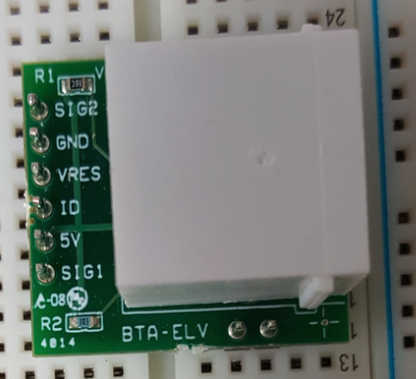 24
R1 V
SIG2
GND
VRES
ID
5V
SIG1
R2
4014
BTA-ELV
13